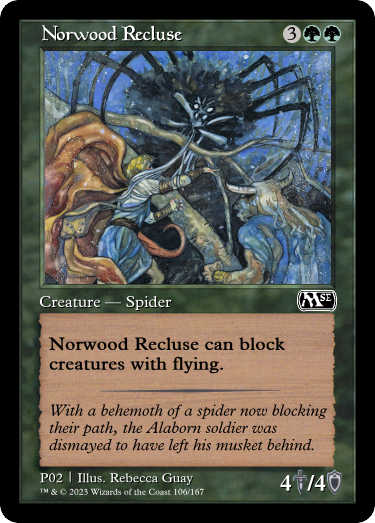 Norwood Recluse 3
Creature — Spider MSE
Norwood Recluse can block
creatures with flying.
With a behemoth of a spider now blocking
their path, the Alaborn soldier was
dismayed to have left his musket behind.
P02 | Illus. Rebecca Guay
™ & © 2023 Wizards of the Coast 106/167
4/4